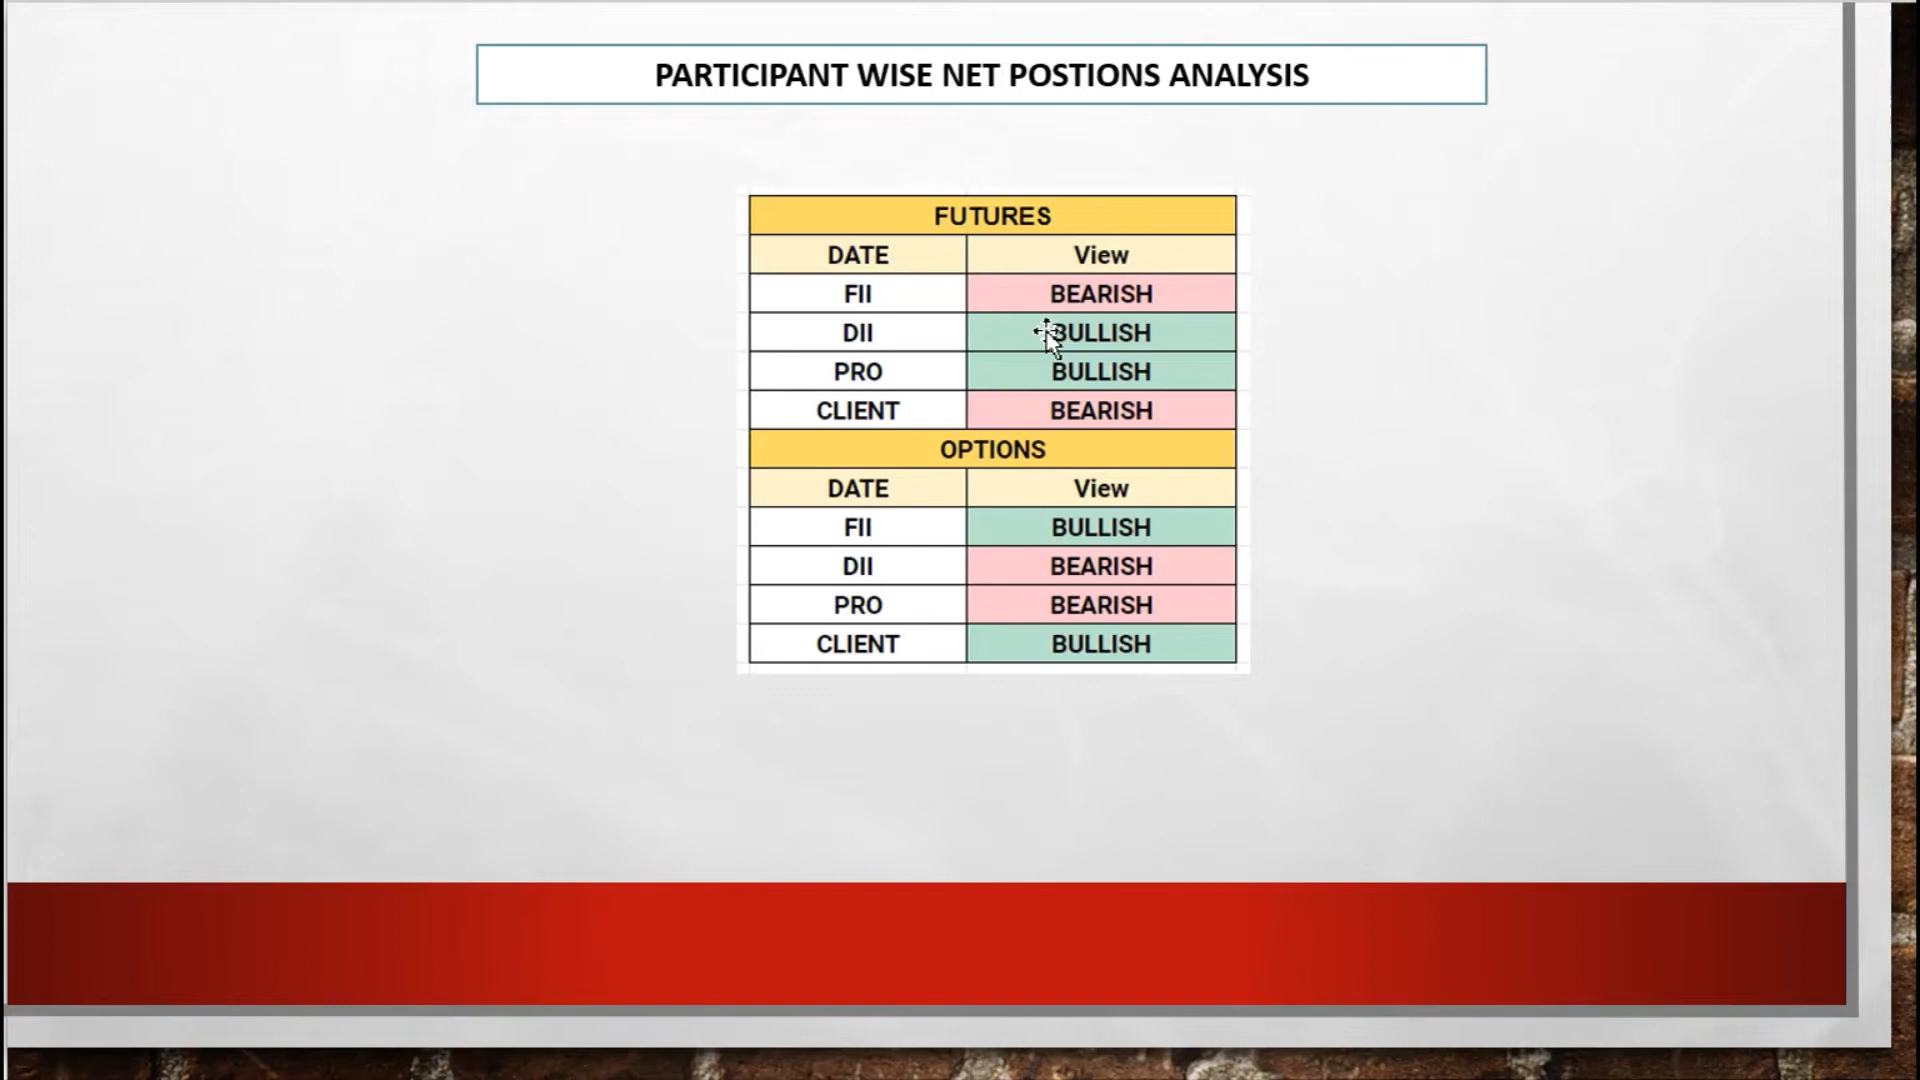 PARTICIPANT WISE NET POSTIONS ANALYSIS
FUTURES
DATE View
FII BEARISH
DII BULLISH
PRO BULLISH
CLIENT BEARISH
OPTIONS
DATE View
FII BULLISH
DII BEARISH
PRO BEARISH
CLIENT BULLISH